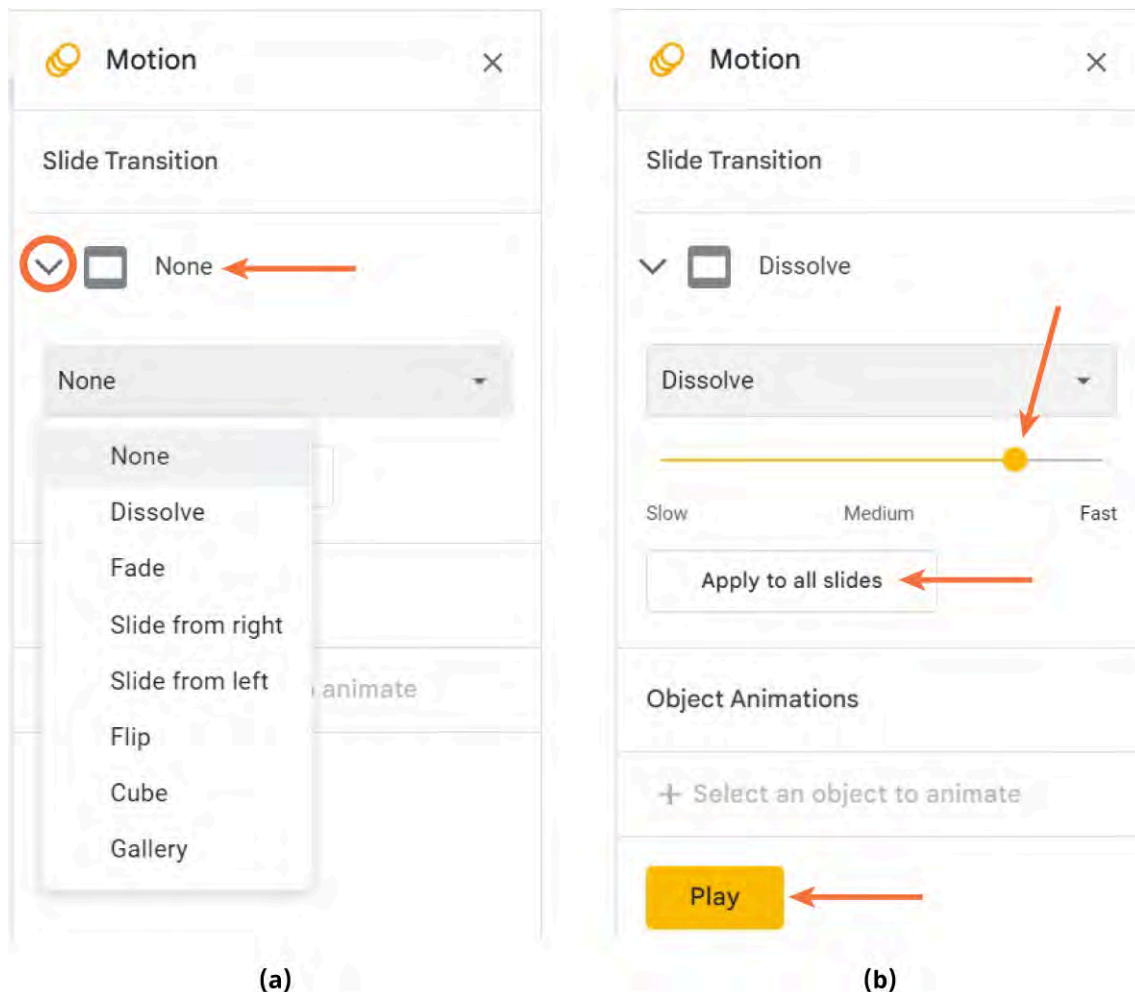 Motion
Slide Transition
None
None
None
Dissolve
Fade
Slide from right
Slide from left
Flip
Cube
Gallery
animate
(a)
Motion
Slide Transition
Dissolve
Dissolve
Slow Medium Fast
Apply to all slides
Object Animations
+ Select an object to animate
Play
(b)